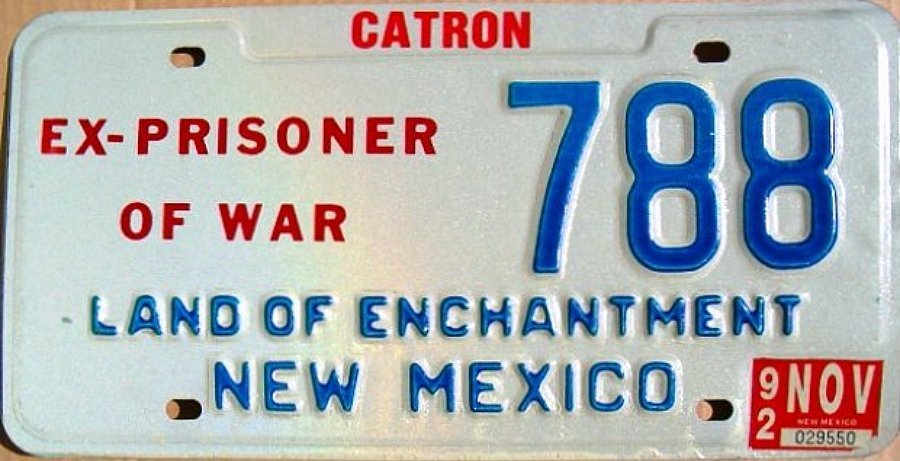 CATRON
EX-PRISONER
OF WAR
788
LAND OF ENCHANTMENT
NEW MEXICO
92
NOV
NEW MEXICO
029550